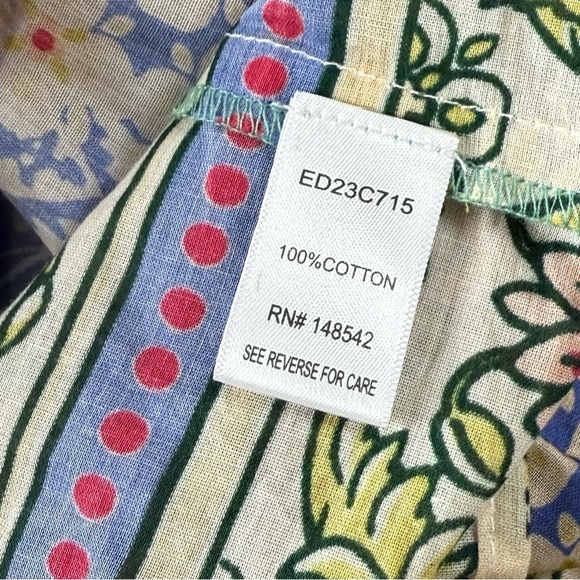 ED23C715
100%COTTON
RN# 148542
SEE REVERSE FOR CARE